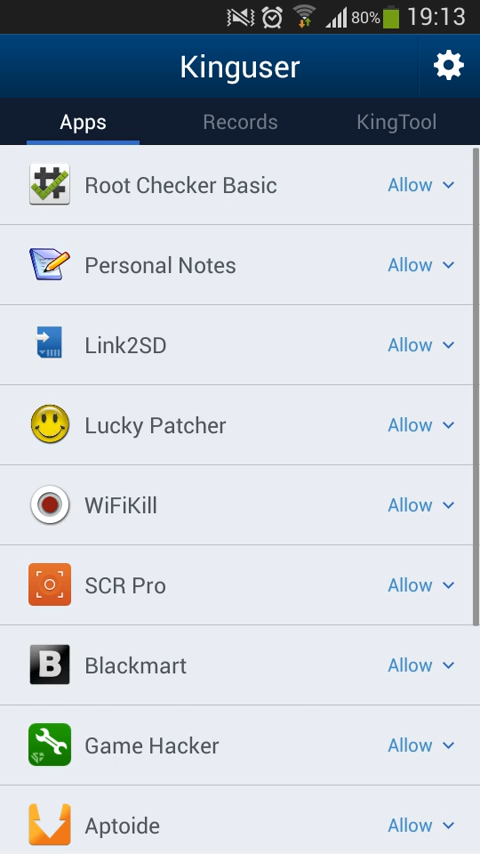 80% 19:13
Kinguser
Apps Records KingTool
Root Checker Basic Allow
Personal Notes Allow
Link2SD Allow
Lucky Patcher Allow
WiFiKill Allow
SCR Pro Allow
B Blackmart Allow
Game Hacker Allow
Aptoide Allow